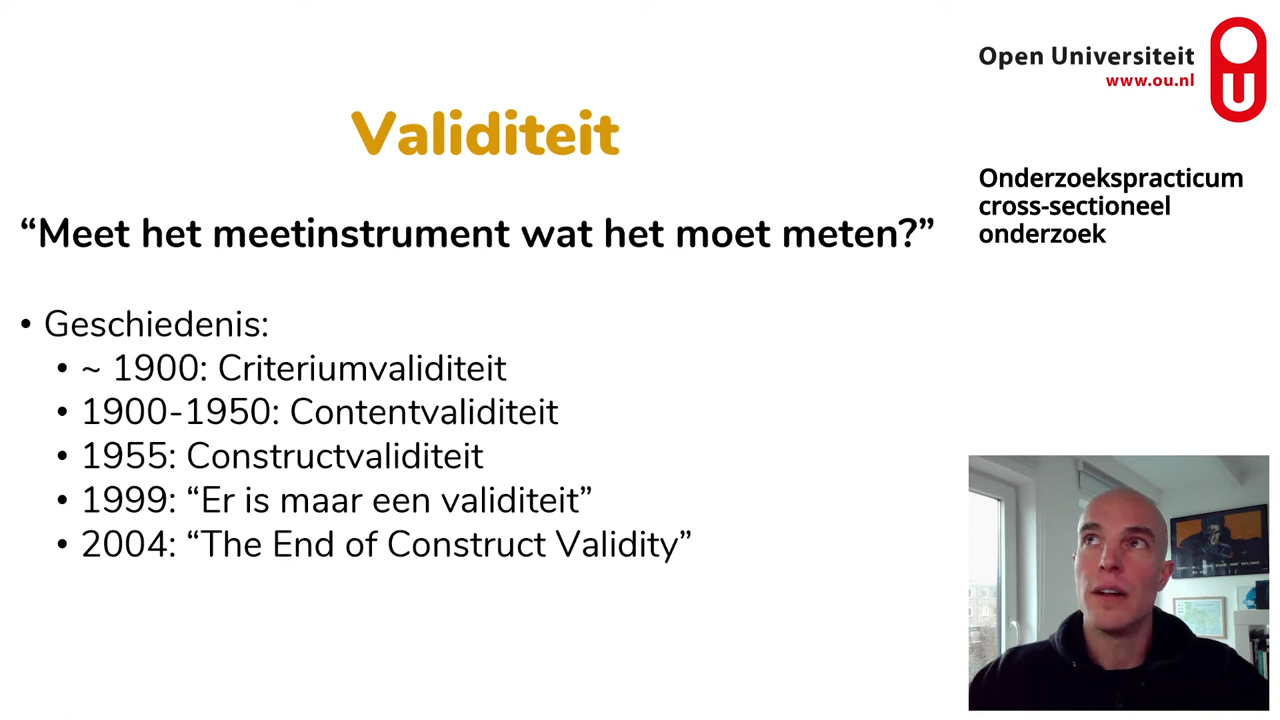 Open Universiteit
www.ou.nl
Validiteit
“Meet het meetinstrument wat het moet meten?”
Onderzoekspracticum
cross-sectioneel
onderzoek
• Geschiedenis:
• ~ 1900: Criteriumvaliditeit
• 1900-1950: Contentvaliditeit
• 1955: Constructvaliditeit
• 1999: “Er is maar een validiteit”
• 2004: “The End of Construct Validity”